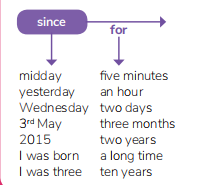 since
for
midday five minutes
yesterday an hour
Wednesday two days
3rd May three months
2015 two years
I was born a long time
I was three ten years